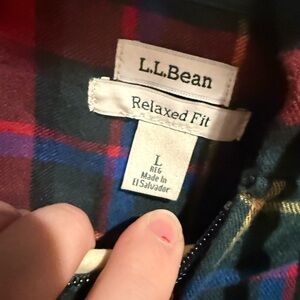 L.L.Bean
Relaxed Fit
L
REG
Made in
El Salvador